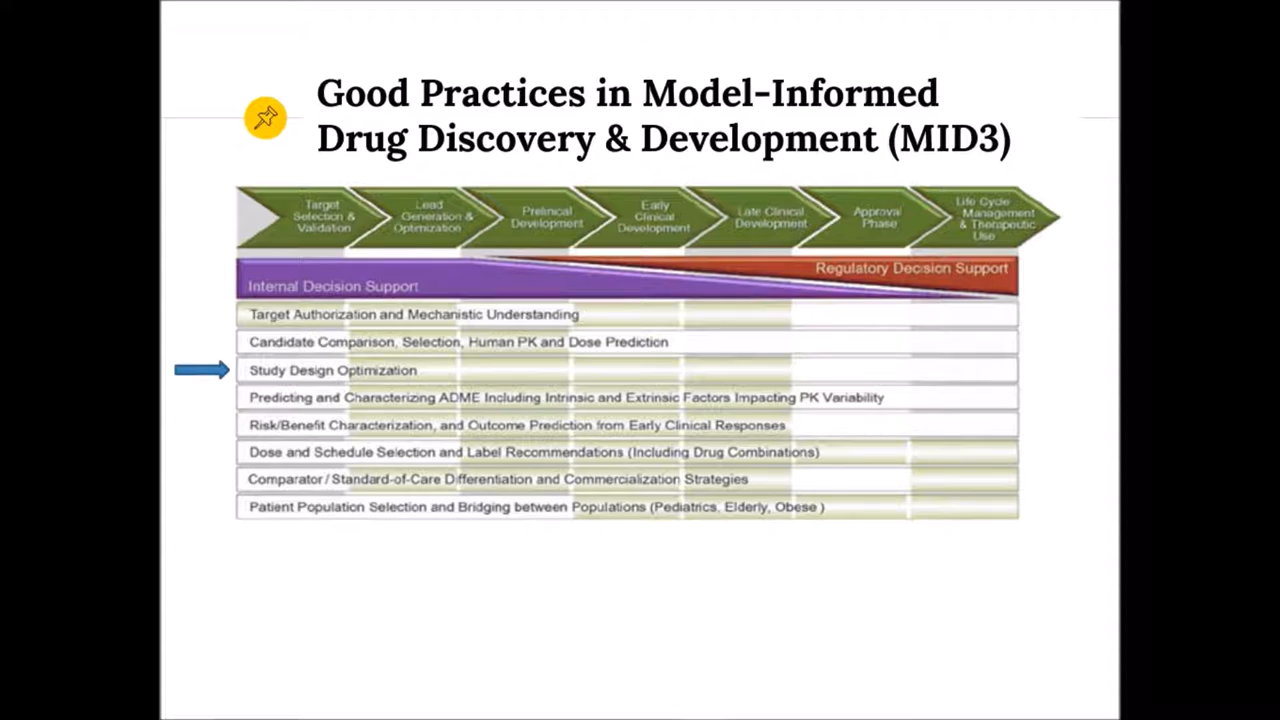 Good Practices in Model-Informed
Drug Discovery & Development (MID3)
Target
Selection &
Validation
Lead
Generation &
Optimization
Prelinical
Development
Early
Clinical
Development
Late Clinical
Development
Approval
Phase
Life Cycle
Management
& Therapeutic
Use
Regulatory Decision Support
Internal Decision Support
Target Authorization and Mechanistic Understanding
Candidate Comparison, Selection, Human PK and Dose Prediction
Study Design Optimization
Predicting and Characterizing ADME Including Intrinsic and Extrinsic Factors Impacting PK Variability
Risk/Benefit Characterization, and Outcome Prediction from Early Clinical Responses
Dose and Schedule Selection and Label Recommendations (Including Drug Combinations)
Comparator / Standard-of-Care Differentiation and Commercialization Strategies
Patient Population Selection and Bridging between Populations (Pediatrics, Elderly, Obese )